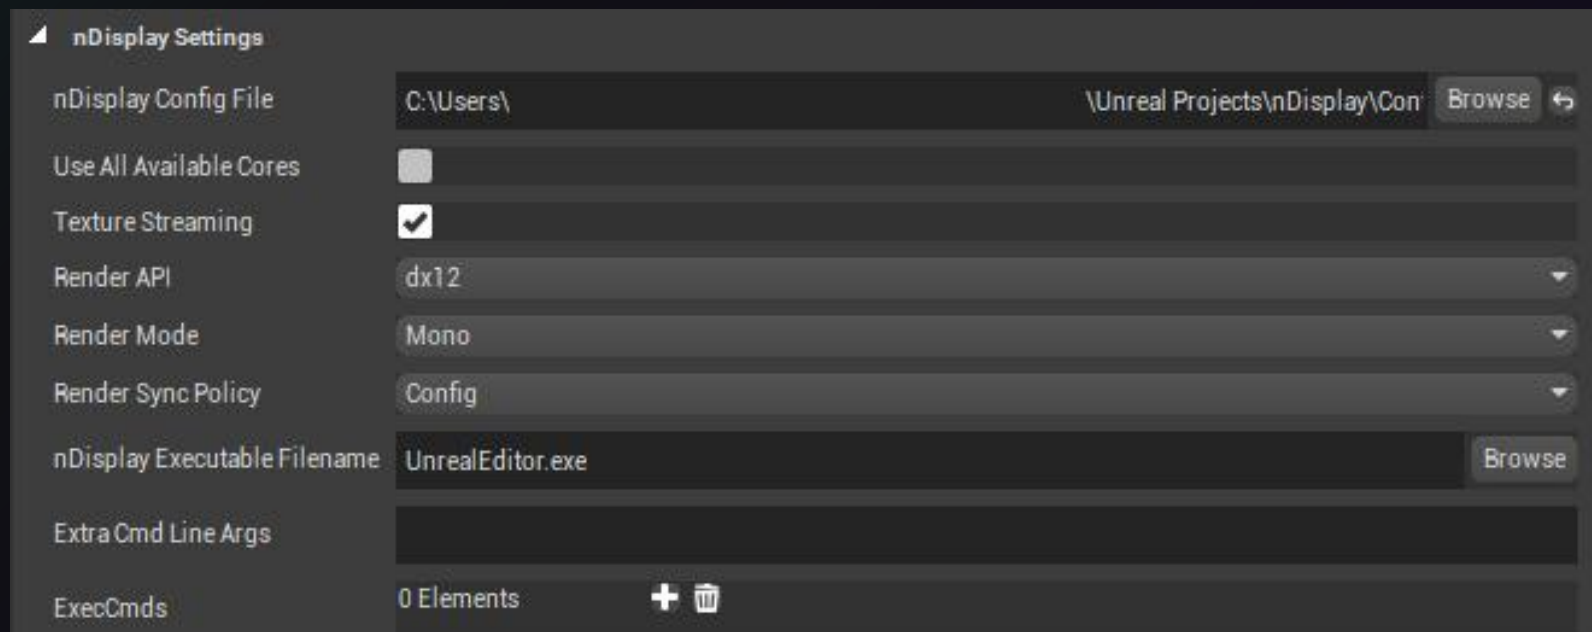 nDisplay Settings
nDisplay Config File C:\Users\ \Unreal Projects\nDisplay\Con Browse
Use All Available Cores
Texture Streaming
Render API dx12
Render Mode Mono
Render Sync Policy Config
nDisplay Executable Filename UnrealEditor.exe Browse
Extra Cmd Line Args
ExecCmds 0 Elements